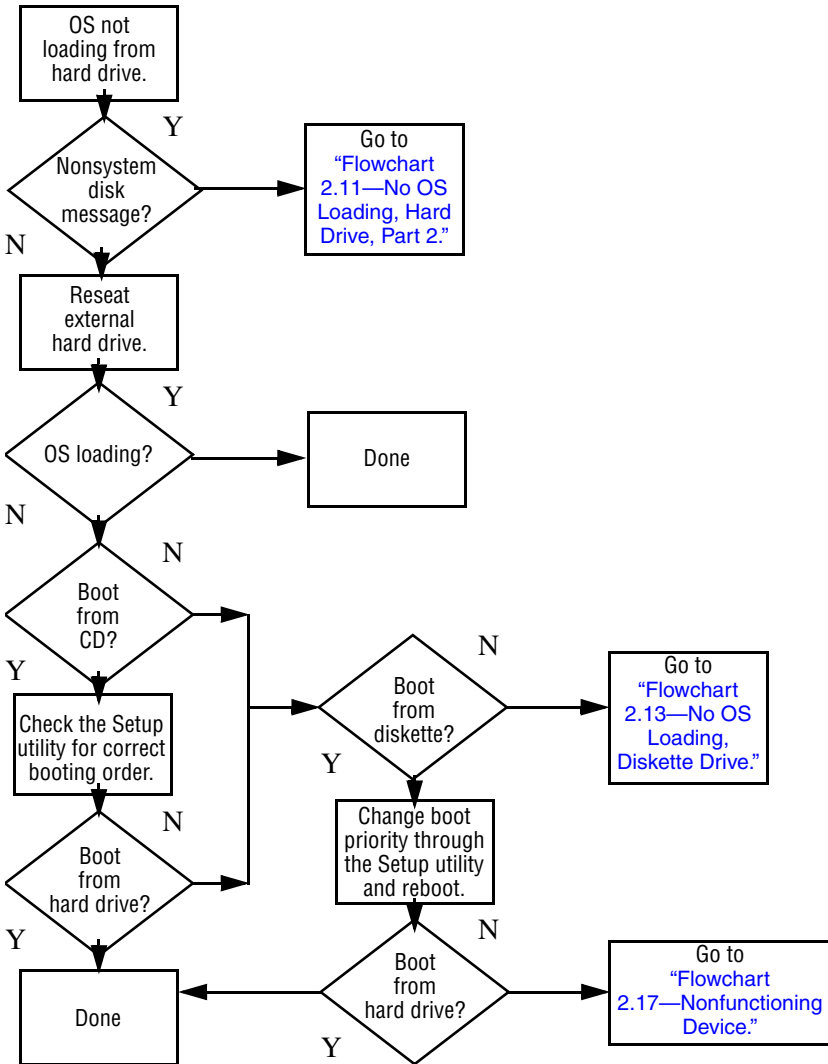 OS not
loading from
hard drive.
Y
Nonsystem
disk
message?
Go to
“Flowchart
2.11—No OS
Loading, Hard
Drive, Part 2.”
N
Reseat
external
hard drive.
Y
OS loading?
Done
N
N
Boot
from
CD?
Y
Check the Setup
utility for correct
booting order.
N
Boot
from
hard drive?
Y
Done
N
Boot
from
diskette?
Go to
“Flowchart
2.13—No OS
Loading,
Diskette Drive.”
Y
Change boot
priority through
the Setup utility
and reboot.
N
Boot
from
hard drive?
Go to
“Flowchart
2.17—Nonfunctioning
Device.”
Y